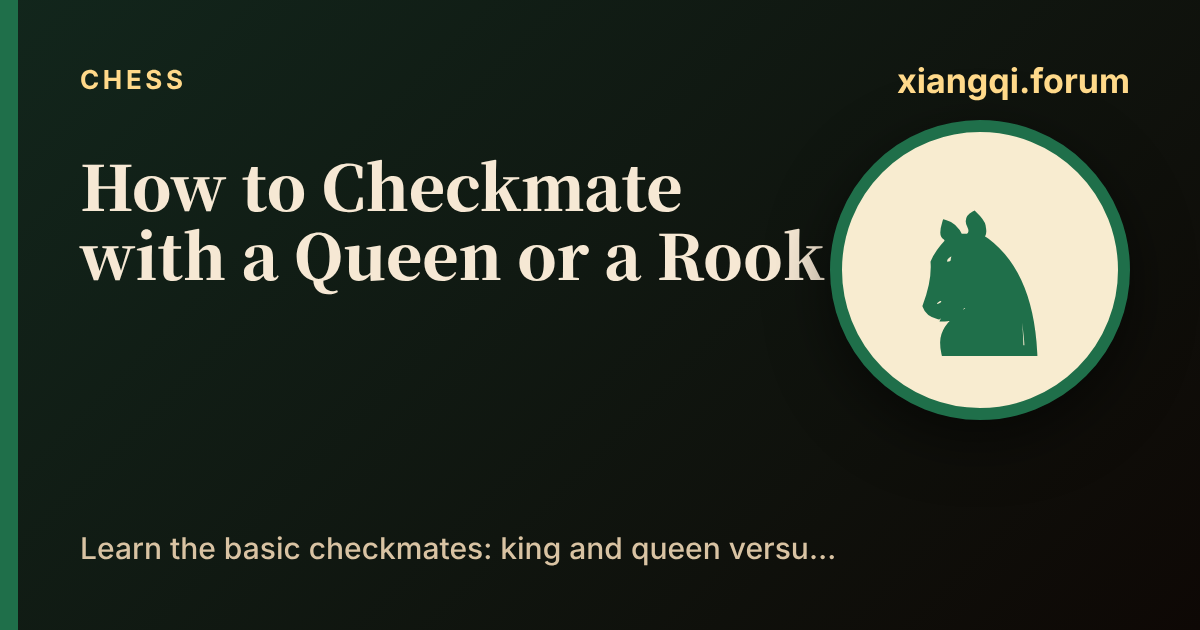 CHESS
xiangqi.forum
How to Checkmate
with a Queen or a Rook
Learn the basic checkmates: king and queen versu...